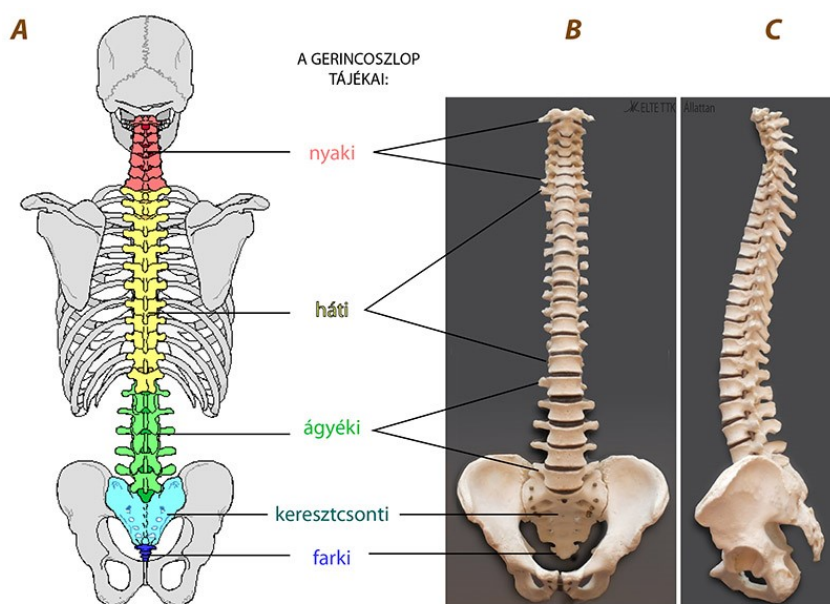 A
B
C
A GERINCOSZLOP
TÁJÉKAI:
ELTE TTK Állattan
nyaki
háti
ágyéki
keresztcsonti
farki